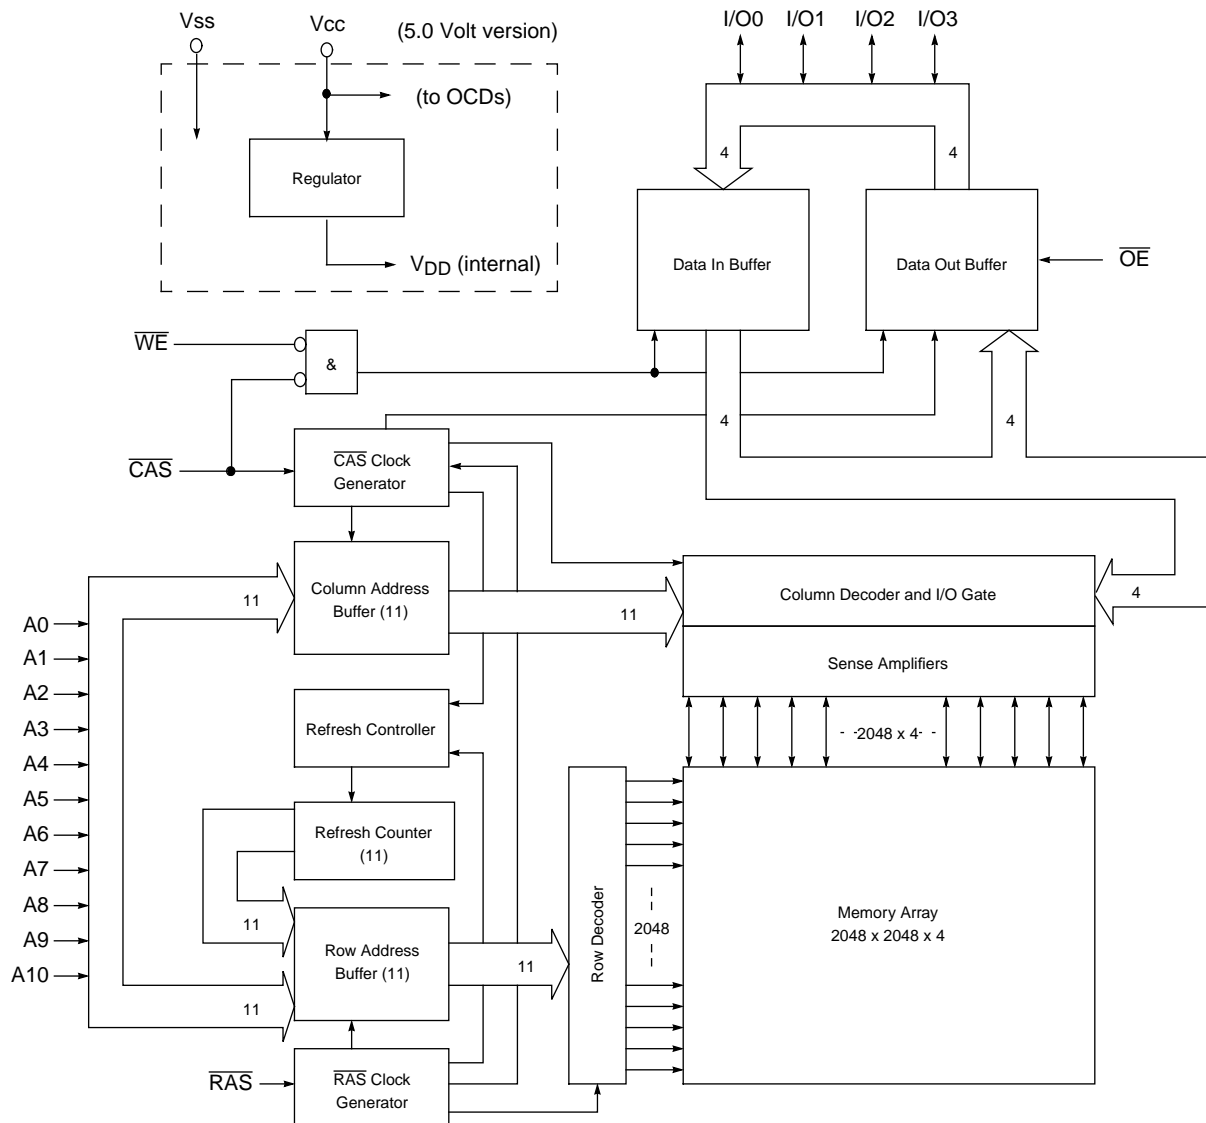 Vss
Vcc
(5.0 Volt version)
I/O0
I/O1
I/O2
I/O3
(to OCDs)
Regulator
VDD (internal)
4
4
Data In Buffer
Data Out Buffer
OE
WE
&
4
4
CAS
CAS Clock
Generator
Column Address
Buffer (11)
11
11
Column Decoder and I/O Gate
4
Sense Amplifiers
A0
A1
A2
A3
A4
A5
A6
A7
A8
A9
A10
Refresh Controller
- -2048 x 4- -
Refresh Counter
(11)
11
Row Address
Buffer (11)
11
11
Row Decoder
2048
Memory Array
2048 x 2048 x 4
RAS
RAS Clock
Generator